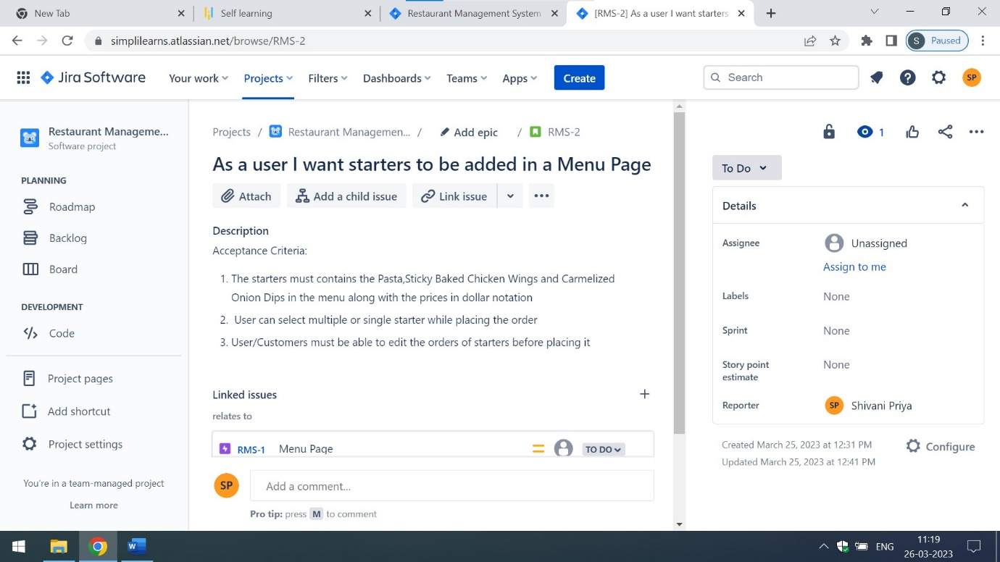 New Tab
Self learning
Restaurant Management System
[RMS-2] As a user I want starters
simplilearns.atlassian.net/browse/RMS-2
S Paused
Jira Software
Your work
Projects
Filters
Dashboards
Teams
Apps
Create
Search
SP
Restaurant Manageme...
Software project
PLANNING
Roadmap
Backlog
Board
DEVELOPMENT
Code
Project pages
Add shortcut
Project settings
You're in a team-managed project
Learn more
Projects / Restaurant Managemen... / Add epic / RMS-2
As a user I want starters to be added in a Menu Page
Attach
Add a child issue
Link issue
Description
Acceptance Criteria:
1. The starters must contains the Pasta,Sticky Baked Chicken Wings and Carmelized
Onion Dips in the menu along with the prices in dollar notation
2. User can select multiple or single starter while placing the order
3. User/Customers must be able to edit the orders of starters before placing it
Linked issues
relates to
RMS-1 Menu Page TO DO
SP Add a comment...
Pro tip: press M to comment
1
To Do
Details
Assignee Unassigned
Assign to me
Labels None
Sprint None
Story point
estimate
None
Reporter SP Shivani Priya
Created March 25, 2023 at 12:31 PM
Updated March 25, 2023 at 12:41 PM
Configure
W
ENG
11:19
26-03-2023